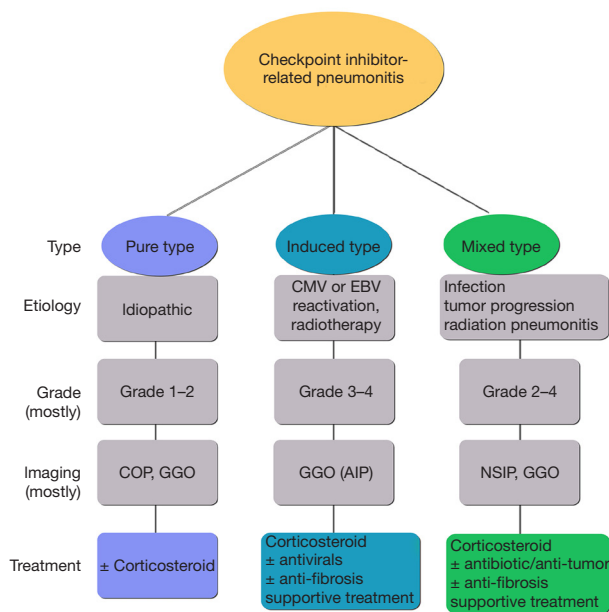 Checkpoint inhibitor-
related pneumonitis
Type
Pure type
Induced type
Mixed type
Etiology
Idiopathic
CMV or EBV
reactivation,
radiotherapy
Infection
tumor progression
radiation pneumonitis
Grade
(mostly)
Grade 1–2
Grade 3–4
Grade 2–4
Imaging
(mostly)
COP, GGO
GGO (AIP)
NSIP, GGO
Treatment
± Corticosteroid
Corticosteroid
± antivirals
± anti-fibrosis
supportive treatment
Corticosteroid
± antibiotic/anti-tumor
± anti-fibrosis
supportive treatment